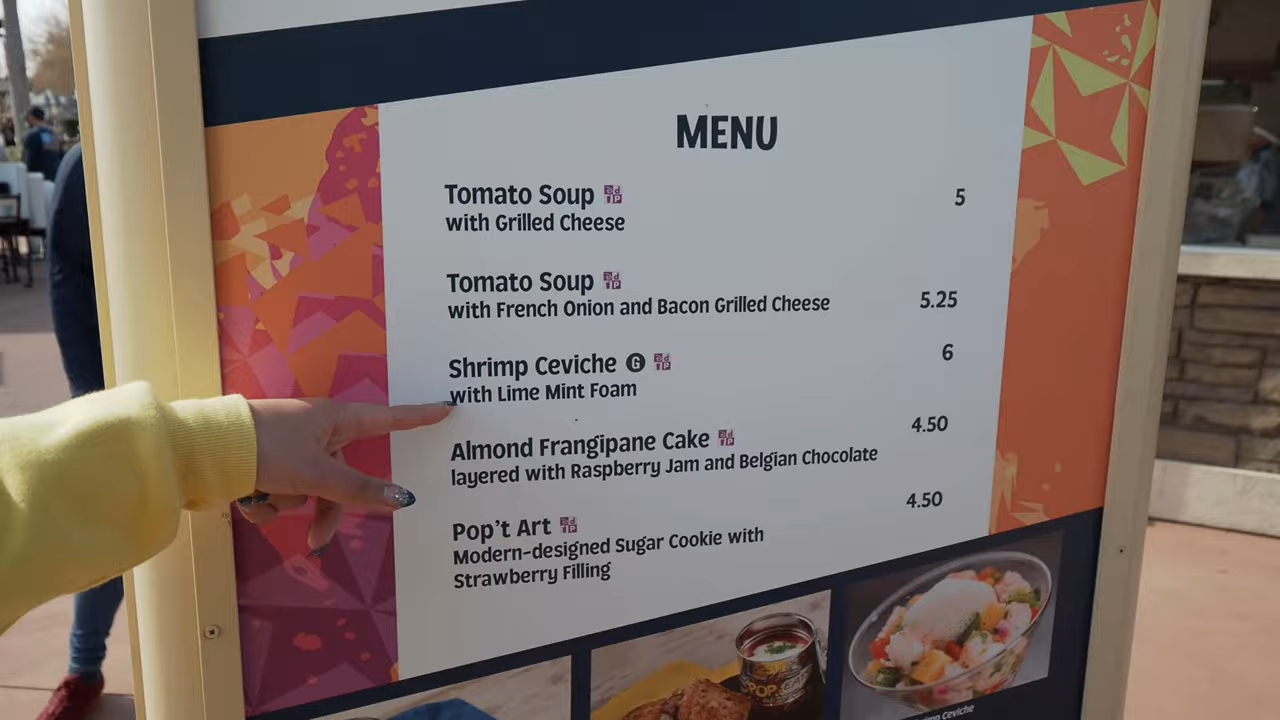 MENU
Tomato Soup
with Grilled Cheese
5
Tomato Soup
with French Onion and Bacon Grilled Cheese
5.25
Shrimp Ceviche G
with Lime Mint Foam
6
Almond Frangipane Cake
layered with Raspberry Jam and Belgian Chocolate
4.50
Pop't Art
Modern-designed Sugar Cookie with
Strawberry Filling
4.50
POP
Shrimp Ceviche